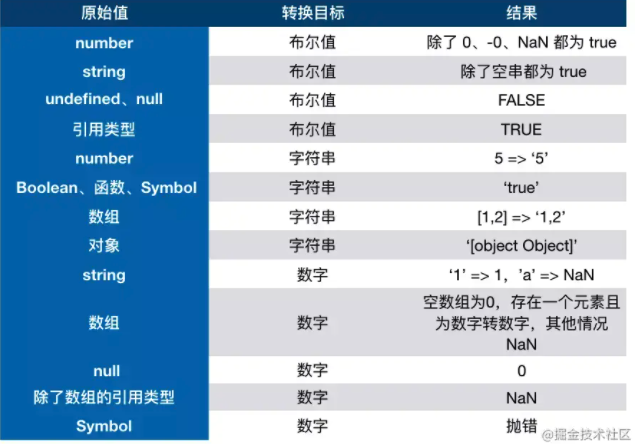 原始值 转换目标 结果
number 布尔值 除了 0、-0、NaN 都为 true
string 布尔值 除了空串都为 true
undefined、null 布尔值 FALSE
引用类型 布尔值 TRUE
number 字符串 5 => ‘5’
Boolean、函数、Symbol 字符串 ‘true’
数组 字符串 [1,2] => ‘1,2’
对象 字符串 ‘[object Object]’
string 数字 ‘1’ => 1，’a’ => NaN
数组 数字 空数组为0，存在一个元素且
为数字转数字，其他情况
NaN
null 数字 0
除了数组的引用类型 数字 NaN
Symbol 数字 抛错
@掘金技术社区